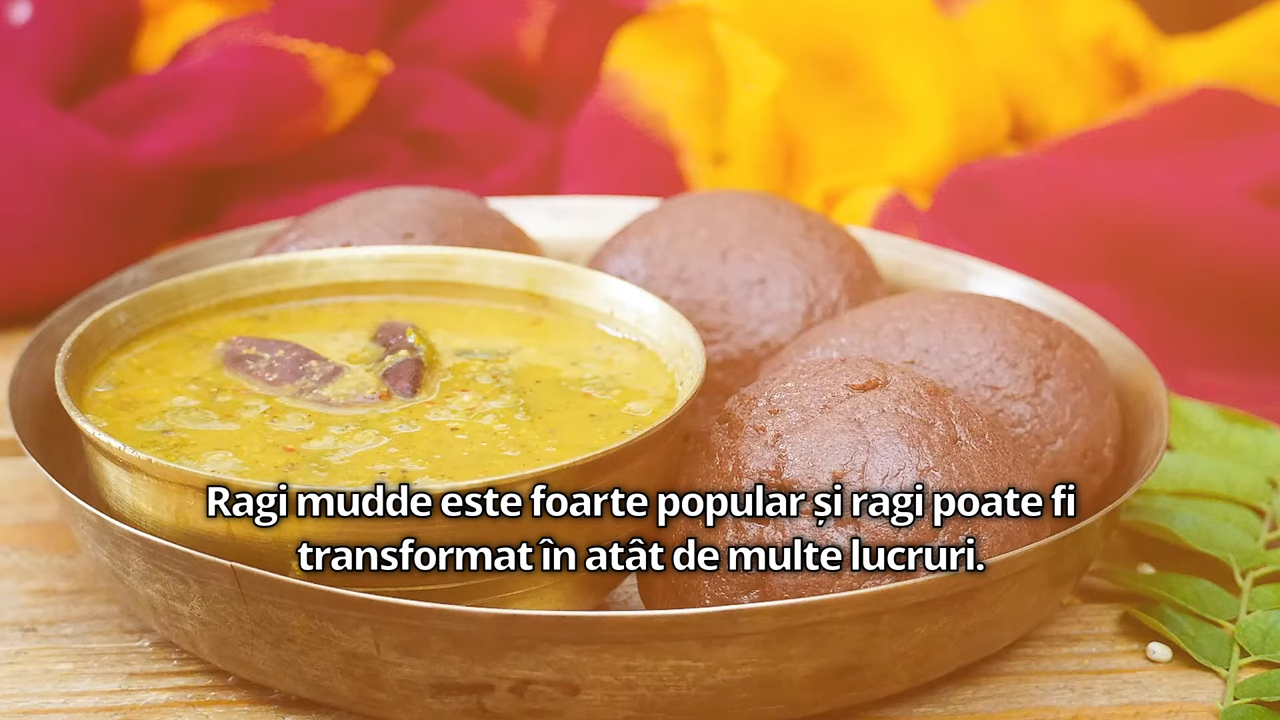 Ragi mudde este foarte popular și ragi poate fi
transformat în atât de multe lucruri.